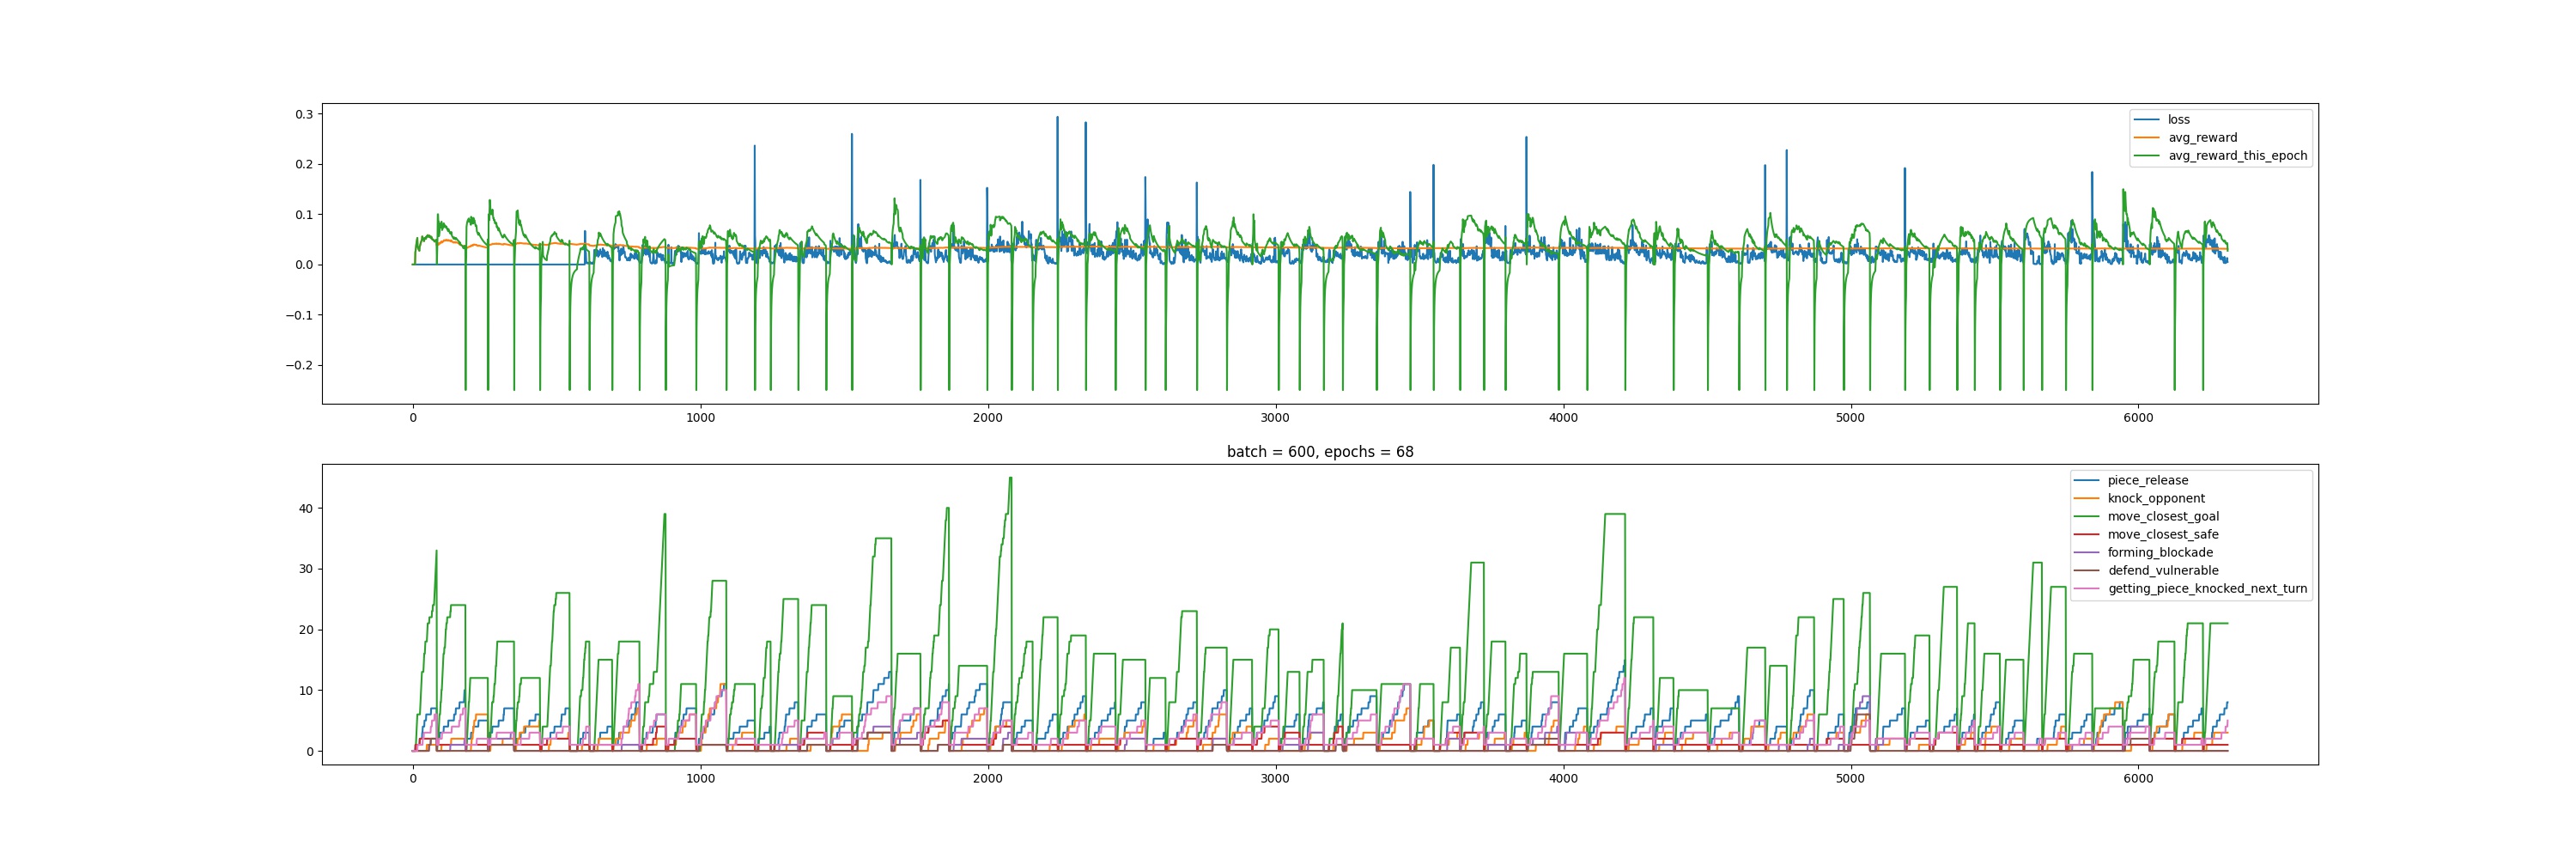 0.3
0.2
0.1
0.0
−0.1
−0.2
loss
avg_reward
avg_reward_this_epoch
0 1000 2000 3000 4000 5000 6000
batch = 600, epochs = 68
40
30
20
10
0
piece_release
knock_opponent
move_closest_goal
move_closest_safe
forming_blockade
defend_vulnerable
getting_piece_knocked_next_turn
0 1000 2000 3000 4000 5000 6000